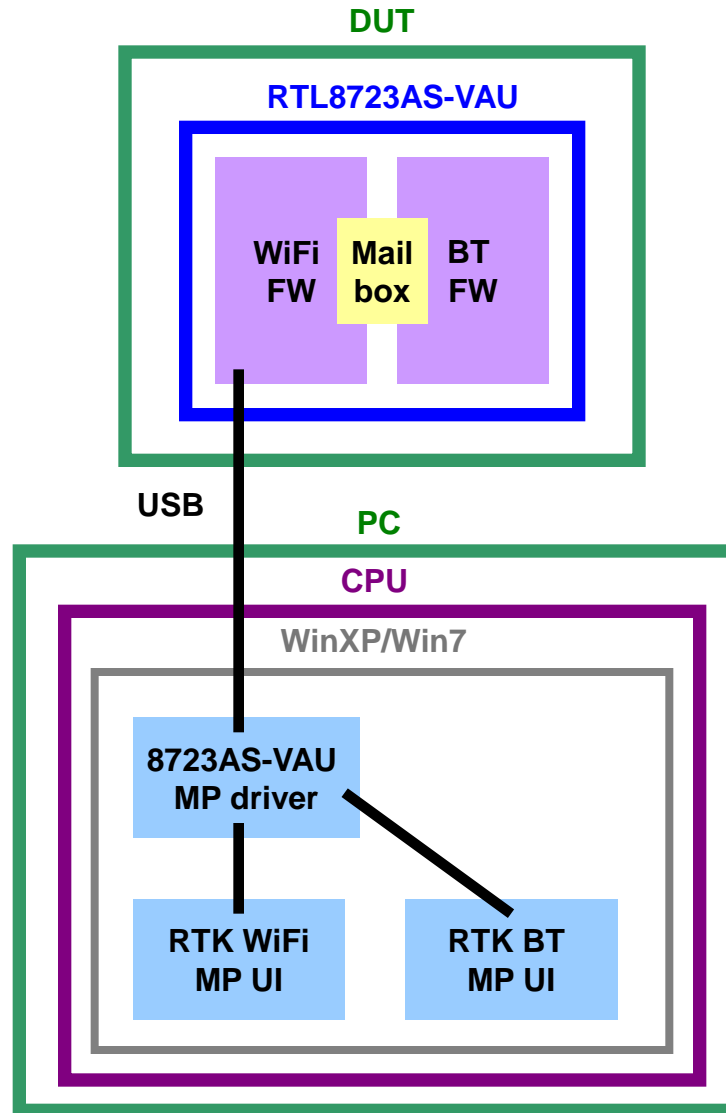 DUT
RTL8723AS-VAU
WiFi
FW
Mail
box
BT
FW
USB
PC
CPU
WinXP/Win7
8723AS-VAU
MP driver
RTK WiFi
MP UI
RTK BT
MP UI